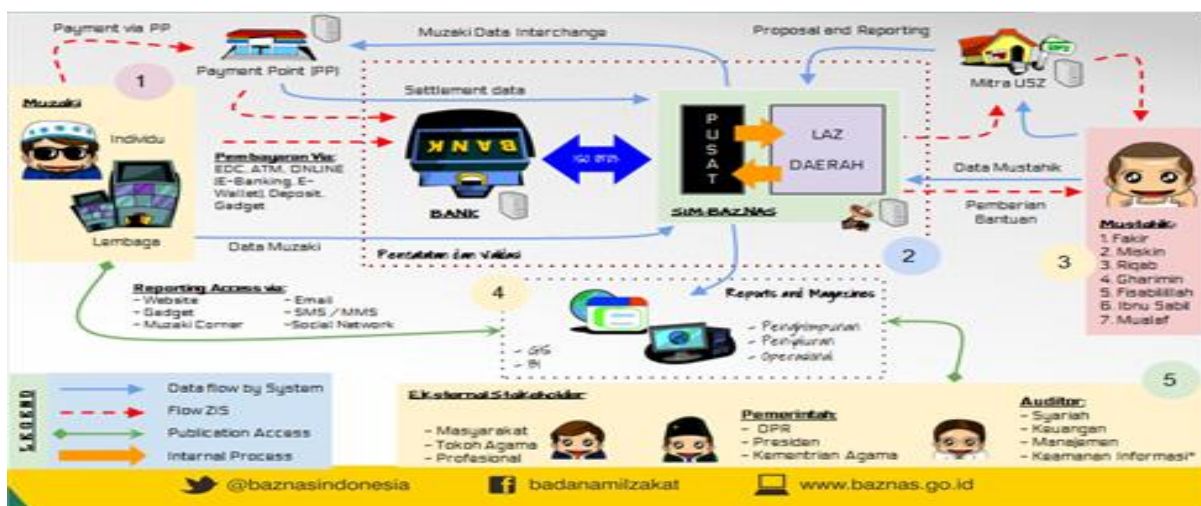 Payment via PP
Payment Point (PP)
Muzaki Data Interchange
Proposal and Reporting
Mitra USZ
1
Muzaki
Individu
Lembaga
Settlement data
Pembayaran Via:
EDC, ATM, ONLINE
(E-Banking, E-
Wallet), Deposit,
Gadget
BANK
BANK
PUSAT
LAZ
DAERAH
SIM-BAZNAS
Data Muzaki
Pencatatan dan Validasi
2
Data Mustahik
Pemberian
Bantuan
3
Mustahik:
1. Fakir
2. Miskin
3. Riqab
4. Gharimin
5. Fisabilillah
6. Ibnu Sabil
7. Mualaf
Reporting Access via:
- Website
- Gadget
- Muzaki Corner
- Email
- SMS / MMS
-Social Network
4
Reports and Magazines
- GIS
- BI
- Penghimpunan
- Penyaluran
- Operasional
LEGEND
Data flow by System
Flow ZIS
Publication Access
Internal Process
Eksternal Stakeholder
- Masyarakat
- Tokoh Agama
- Profesional
Pemerintah:
- DPR
- Presiden
- Kementrian Agama
5
Auditor:
- Syariah
- Keuangan
- Manajemen
- Keamanan Informasi*
@baznasindonesia
badanamilzakat
www.baznas.go.id